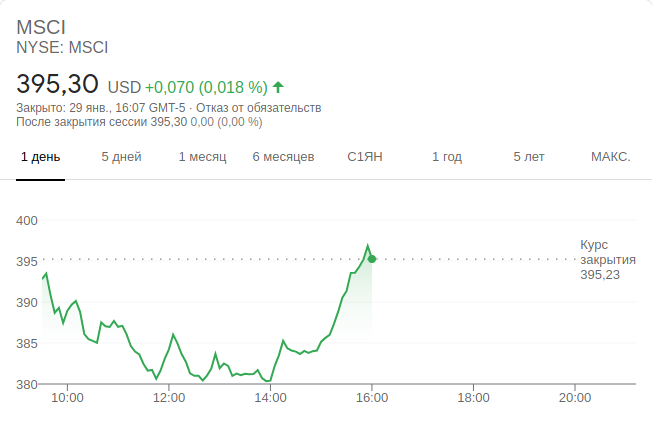 MSCI
NYSE: MSCI
395,30 USD +0,070 (0,018 %)
Закрыто: 29 янв., 16:07 GMT-5 · Отказ от обязательств
После закрытия сессии 395,30 0,00 (0,00 %)
1 день 5 дней 1 месяц 6 месяцев С1ЯН 1 год 5 лет МАКС.
400
395
390
385
380
Курс
закрытия
395,23
10:00 12:00 14:00 16:00 18:00 20:00